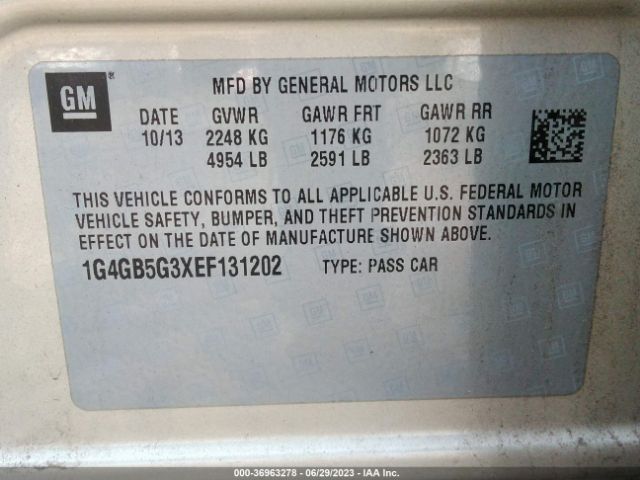 GM ®
MFD BY GENERAL MOTORS LLC
DATE GVWR GAWR FRT GAWR RR
10/13 2248 KG 1176 KG 1072 KG
4954 LB 2591 LB 2363 LB
THIS VEHICLE CONFORMS TO ALL APPLICABLE U.S. FEDERAL MOTOR
VEHICLE SAFETY, BUMPER, AND THEFT PREVENTION STANDARDS IN
EFFECT ON THE DATE OF MANUFACTURE SHOWN ABOVE.
1G4GB5G3XEF131202 TYPE: PASS CAR
000-36963278 - 06/29/2023 - IAA Inc.